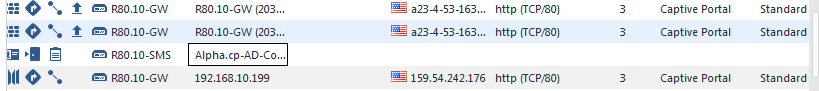 R80.10-GW R80.10-GW (203... a23-4-53-163... http (TCP/80) 3 Captive Portal Standard
R80.10-GW R80.10-GW (203... a23-4-53-163... http (TCP/80) 3 Captive Portal Standard
R80.10-SMS Alpha.cp-AD-Co...
R80.10-GW 192.168.10.199 159.54.242.176 http (TCP/80) 3 Captive Portal Standard